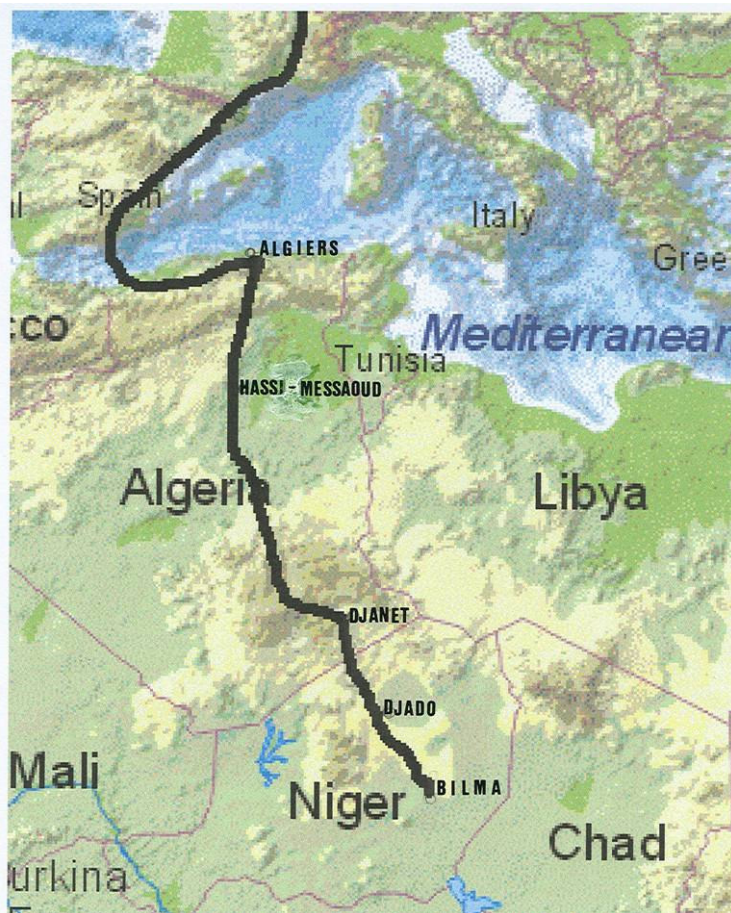 Spain
Italy
ALGIERS
Gree
cco
Mediterranean
Tunisia
HASSI-MESSAOUD
Algeria
Libya
DJANET
DJADO
Mali
BILMA
Niger
Chad
urkina